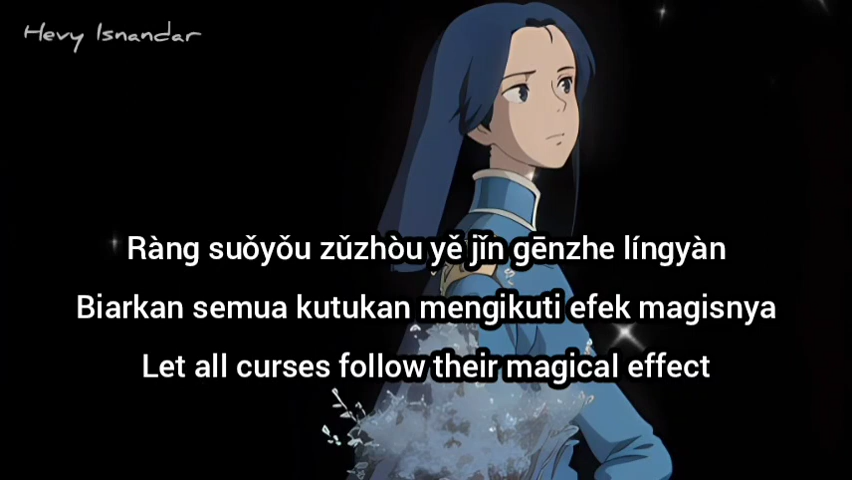 Hevy Isnandar
Ràng suǒyǒu zǔzhòu yě jǐn gēnzhe língyàn
Biarkan semua kutukan mengikuti efek magisnya
Let all curses follow their magical effect